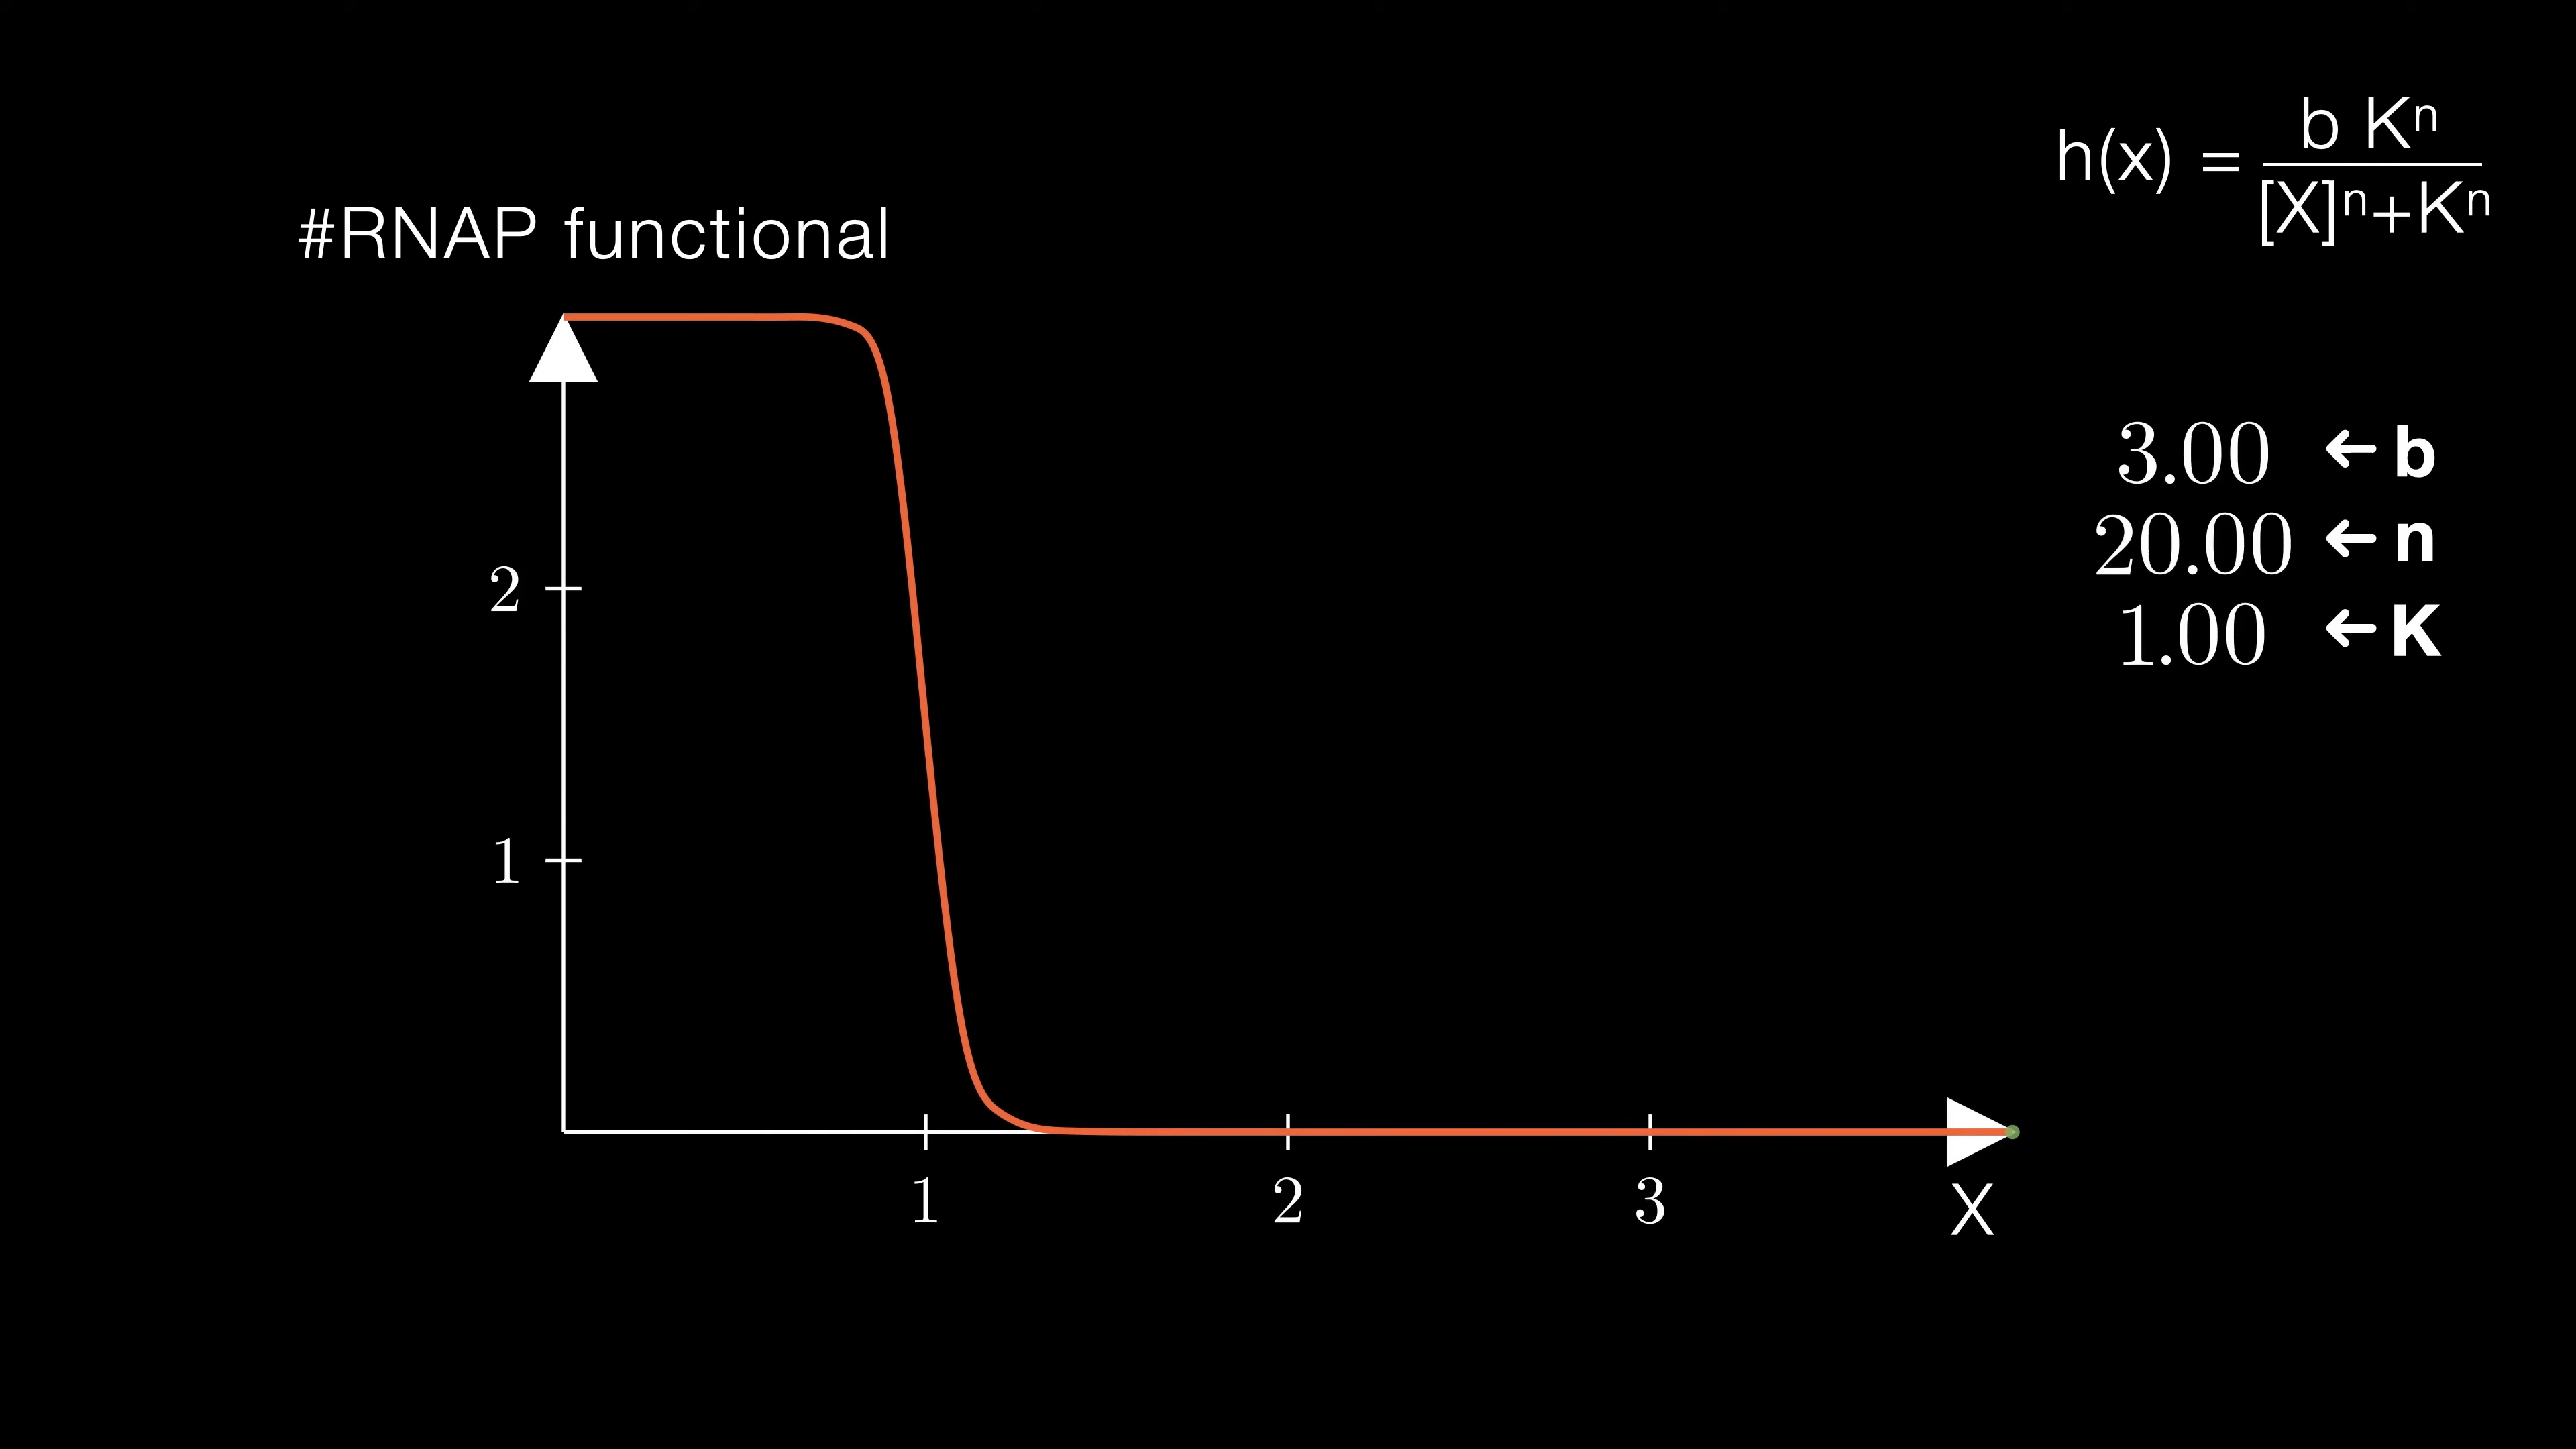 h(x) = b Kⁿ / [X]ⁿ+Kⁿ
#RNAP functional
3.00 ← b
20.00 ← n
1.00 ← K
2
1
1 2 3 X